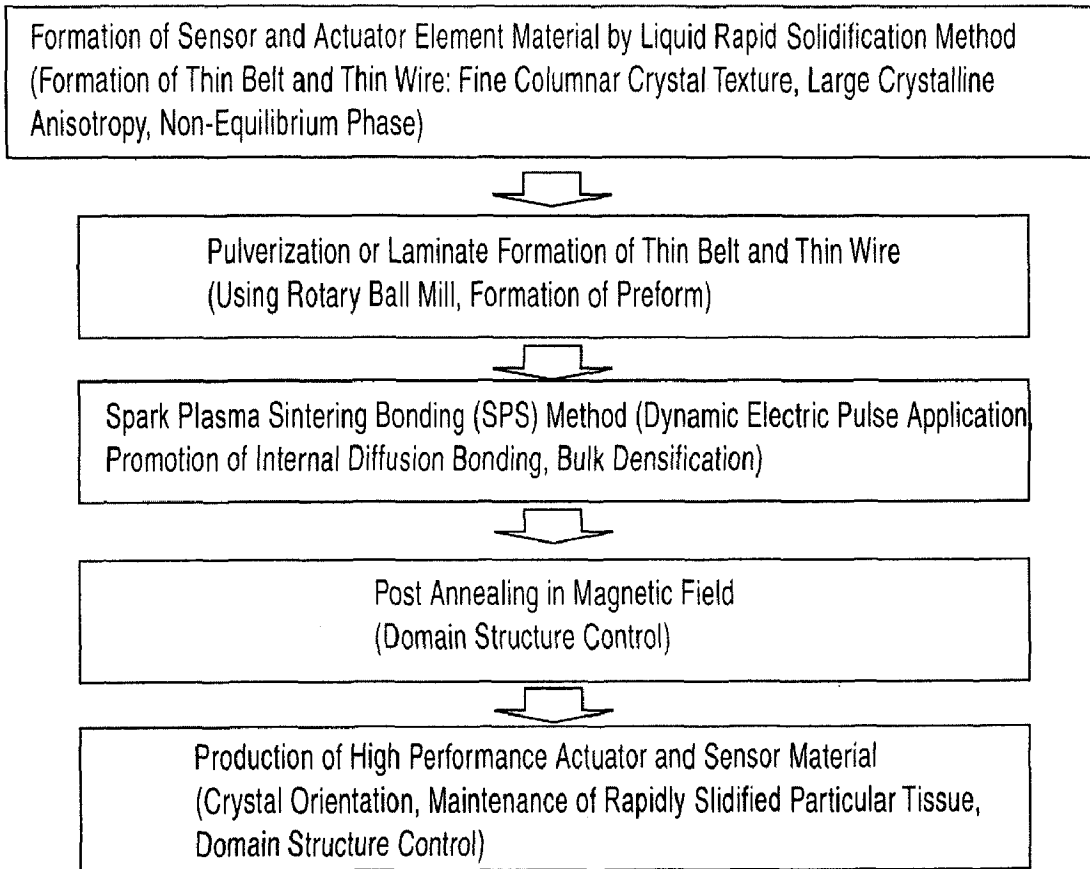 Formation of Sensor and Actuator Element Material by Liquid Rapid Solidification Method
(Formation of Thin Belt and Thin Wire: Fine Columnar Crystal Texture, Large Crystalline
Anisotropy, Non-Equilibrium Phase)
Pulverization or Laminate Formation of Thin Belt and Thin Wire
(Using Rotary Ball Mill, Formation of Preform)
Spark Plasma Sintering Bonding (SPS) Method (Dynamic Electric Pulse Application,
Promotion of Internal Diffusion Bonding, Bulk Densification)
Post Annealing in Magnetic Field
(Domain Structure Control)
Production of High Performance Actuator and Sensor Material
(Crystal Orientation, Maintenance of Rapidly Slidified Particular Tissue,
Domain Structure Control)